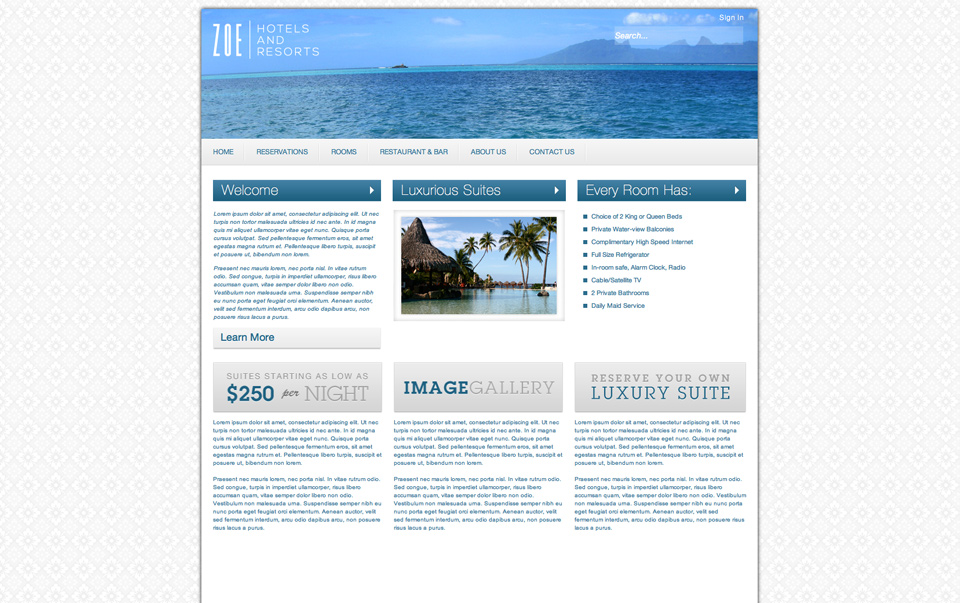 ZOE
HOTELS
AND
RESORTS
Sign In
Search...
HOME
RESERVATIONS
ROOMS
RESTAURANT & BAR
ABOUT US
CONTACT US
Welcome
Lorem ipsum dolor sit amet, consectetur adipiscing elit. Ut nec
turpis non tortor malesuada ultricies id nec ante. In id magna
quis mi aliquet ullamcorper vitae eget nunc. Quisque porta
cursus volutpat. Sed pellentesque fermentum eros, sit amet
egestas magna rutrum et. Pellentesque libero turpis, suscipit
et posuere ut, bibendum non lorem.
Praesent nec mauris lorem, nec porta nisl. In vitae rutrum
odio. Sed congue, turpis in imperdiet ullamcorper, risus libero
accumsan quam, vitae semper dolor libero non odio.
Vestibulum non malesuada urna. Suspendisse semper nibh
eu nunc porta eget feugiat orci elementum. Aenean auctor,
velit sed fermentum interdum, arcu odio dapibus arcu, non
posuere risus lacus a purus.
Learn More
Luxurious Suites
Every Room Has:
Choice of 2 King or Queen Beds
Private Water-view Balconies
Complimentary High Speed Internet
Full Size Refrigerator
In-room safe, Alarm Clock, Radio
Cable/Satellite TV
2 Private Bathrooms
Daily Maid Service
SUITES STARTING AS LOW AS
$250 per NIGHT
Lorem ipsum dolor sit amet, consectetur adipiscing elit. Ut nec
turpis non tortor malesuada ultricies id nec ante. In id magna
quis mi aliquet ullamcorper vitae eget nunc. Quisque porta
cursus volutpat. Sed pellentesque fermentum eros, sit amet
egestas magna rutrum et. Pellentesque libero turpis, suscipit et
posuere ut, bibendum non lorem.
Praesent nec mauris lorem, nec porta nisl. In vitae rutrum odio.
Sed congue, turpis in imperdiet ullamcorper, risus libero
accumsan quam, vitae semper dolor libero non odio.
Vestibulum non malesuada urna. Suspendisse semper nibh eu
nunc porta eget feugiat orci elementum. Aenean auctor, velit
sed fermentum interdum, arcu odio dapibus arcu, non posuere
risus lacus a purus.
IMAGEGALLERY
Lorem ipsum dolor sit amet, consectetur adipiscing elit. Ut nec
turpis non tortor malesuada ultricies id nec ante. In id magna
quis mi aliquet ullamcorper vitae eget nunc. Quisque porta
cursus volutpat. Sed pellentesque fermentum eros, sit amet
egestas magna rutrum et. Pellentesque libero turpis, suscipit et
posuere ut, bibendum non lorem.
Praesent nec mauris lorem, nec porta nisl. In vitae rutrum odio.
Sed congue, turpis in imperdiet ullamcorper, risus libero
accumsan quam, vitae semper dolor libero non odio.
Vestibulum non malesuada urna. Suspendisse semper nibh eu
nunc porta eget feugiat orci elementum. Aenean auctor, velit
sed fermentum interdum, arcu odio dapibus arcu, non posuere
risus lacus a purus.
RESERVE YOUR OWN
LUXURY SUITE
Lorem ipsum dolor sit amet, consectetur adipiscing elit. Ut nec
turpis non tortor malesuada ultricies id nec ante. In id magna
quis mi aliquet ullamcorper vitae eget nunc. Quisque porta
cursus volutpat. Sed pellentesque fermentum eros, sit amet
egestas magna rutrum et. Pellentesque libero turpis, suscipit et
posuere ut, bibendum non lorem.
Praesent nec mauris lorem, nec porta nisl. In vitae rutrum odio.
Sed congue, turpis in imperdiet ullamcorper, risus libero
accumsan quam, vitae semper dolor libero non odio.
Vestibulum non malesuada urna. Suspendisse semper nibh eu
nunc porta eget feugiat orci elementum. Aenean auctor, velit
sed fermentum interdum, arcu odio dapibus arcu, non posuere
risus lacus a purus.